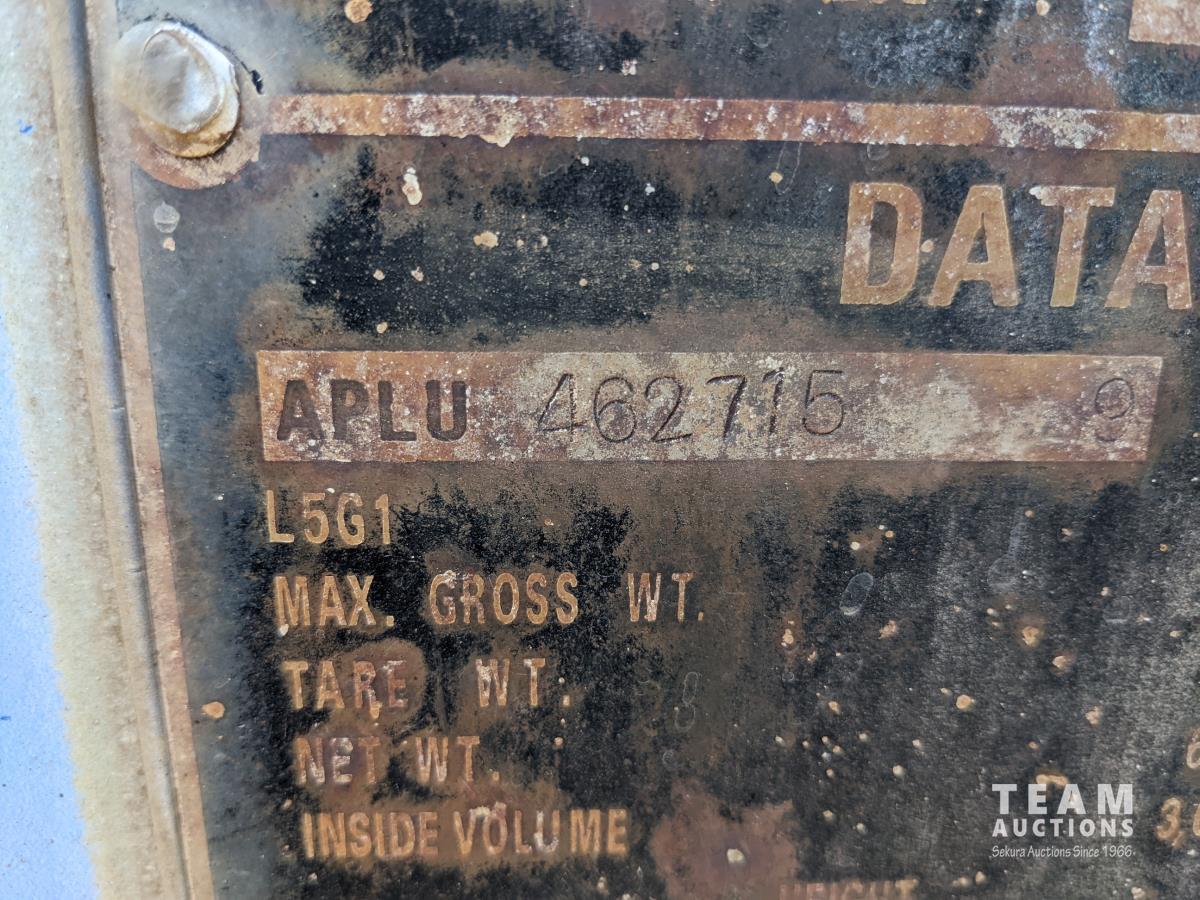 DATA
APLU 462715 9
L5G1
MAX. GROSS WT.
TARE WT.
NET WT.
INSIDE VOLUME
TEAM
AUCTIONS
Sekura Auctions Since 1966